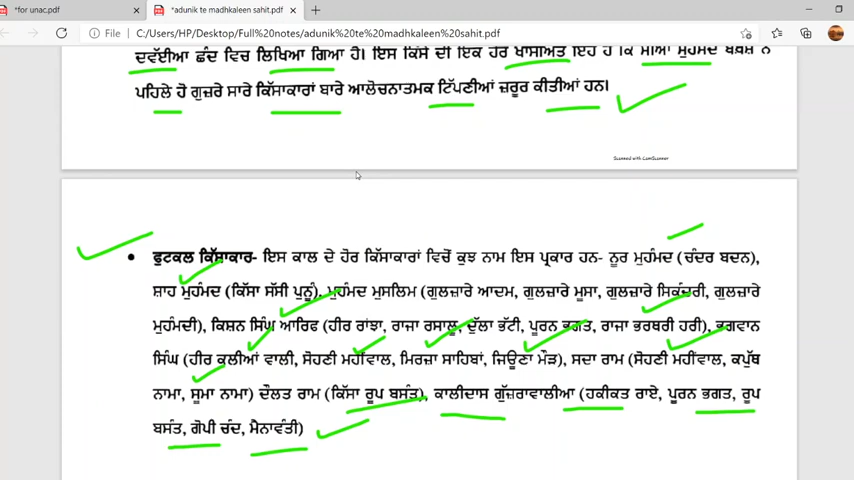 *for unac.pdf
*adunik te madhkaleen sahit.pdf
File C:/Users/HP/Desktop/Full%20notes/adunik%20te%20madhkaleen%20sahit.pdf
ਦਵੱਈਆ ਛੰਦ ਵਿਚ ਲਿਖਿਆ ਗਿਆ ਹੈ। ਇਸ ਕਿੱਸੇ ਦੀ ਇਕ ਹੋਰ ਖਾਸੀਅਤ ਇਹ ਹੈ ਕਿ ਮੀਆਂ ਮੁਹੰਮਦ ਬਖ਼ਸ਼ ਨੇ
ਪਹਿਲੇ ਹੋ ਗੁਜ਼ਰੇ ਸਾਰੇ ਕਿੱਸਾਕਾਰਾਂ ਬਾਰੇ ਆਲੋਚਨਾਤਮਕ ਟਿੱਪਣੀਆਂ ਜ਼ਰੂਰ ਕੀਤੀਆਂ ਹਨ।
Scanned with CamScanner
• ਫੁਟਕਲ ਕਿੱਸਾਕਾਰ- ਇਸ ਕਾਲ ਦੇ ਹੋਰ ਕਿੱਸਾਕਾਰਾਂ ਵਿਚੋਂ ਕੁਝ ਨਾਮ ਇਸ ਪ੍ਰਕਾਰ ਹਨ- ਨੂਰ ਮੁਹੰਮਦ (ਚੰਦਰ ਬਦਨ),
ਸ਼ਾਹ ਮੁਹੰਮਦ (ਕਿੱਸਾ ਸੱਸੀ ਪੁਨੂੰ), ਮੁਹੰਮਦ ਮੁਸਲਿਮ (ਗੁਲਜ਼ਾਰੇ ਆਦਮ, ਗੁਲਜ਼ਾਰੇ ਮੂਸਾ, ਗੁਲਜ਼ਾਰੇ ਸਿਕੰਦਰੀ, ਗੁਲਜ਼ਾਰੇ
ਮੁਹੰਮਦੀ), ਕਿਸ਼ਨ ਸਿੰਘ ਆਰਿਫ (ਹੀਰ ਰਾਂਝਾ, ਰਾਜਾ ਰਸਾਲੂ, ਦੁੱਲਾ ਭੱਟੀ, ਪੂਰਨ ਭਗਤ, ਰਾਜਾ ਭਰਥਰੀ ਹਰੀ), ਭਗਵਾਨ
ਸਿੰਘ (ਹੀਰ ਕਲੀਆਂ ਵਾਲੀ, ਸੋਹਣੀ ਮਹੀਂਵਾਲ, ਮਿਰਜ਼ਾ ਸਾਹਿਬਾਂ, ਜਿਊਣਾ ਮੌੜ), ਸਦਾ ਰਾਮ (ਸੋਹਣੀ ਮਹੀਂਵਾਲ, ਕਪੁੱਥ
ਨਾਮਾ, ਸੂਮਾ ਨਾਮਾ) ਦੌਲਤ ਰਾਮ (ਕਿੱਸਾ ਰੂਪ ਬਸੰਤ), ਕਾਲੀਦਾਸ ਗੁੱਜਰਾਵਾਲੀਆ (ਹਕੀਕਤ ਰਾਏ, ਪੂਰਨ ਭਗਤ, ਰੂਪ
ਬਸੰਤ, ਗੋਪੀ ਚੰਦ, ਮੈਨਾਵੰਤੀ)